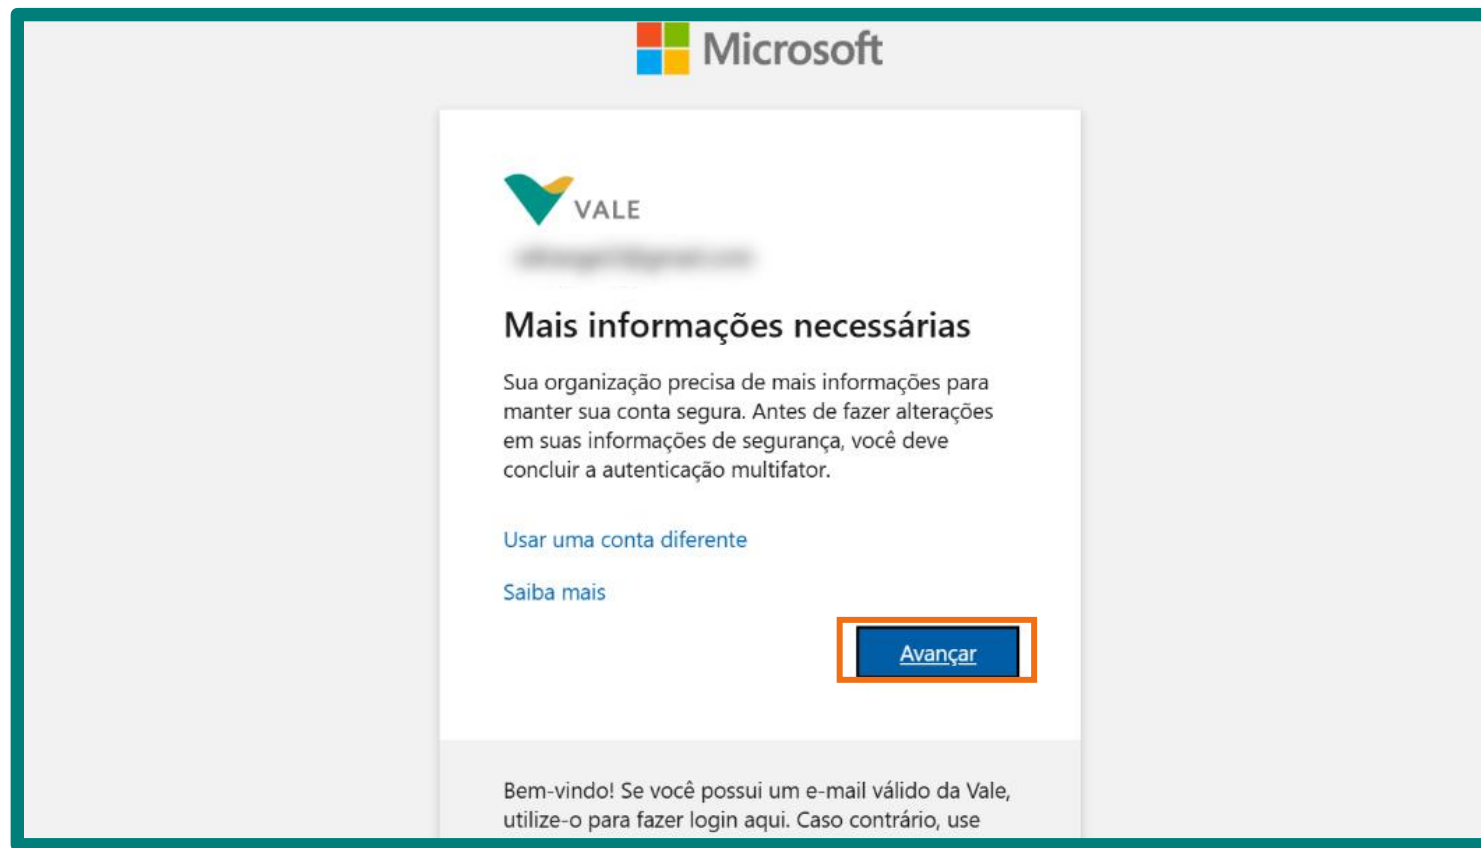 Microsoft
VALE
Mais informações necessárias
Sua organização precisa de mais informações para
manter sua conta segura. Antes de fazer alterações
em suas informações de segurança, você deve
concluir a autenticação multifator.
Usar uma conta diferente
Saiba mais
Avançar
Bem-vindo! Se você possui um e-mail válido da Vale,
utilize-o para fazer login aqui. Caso contrário, use